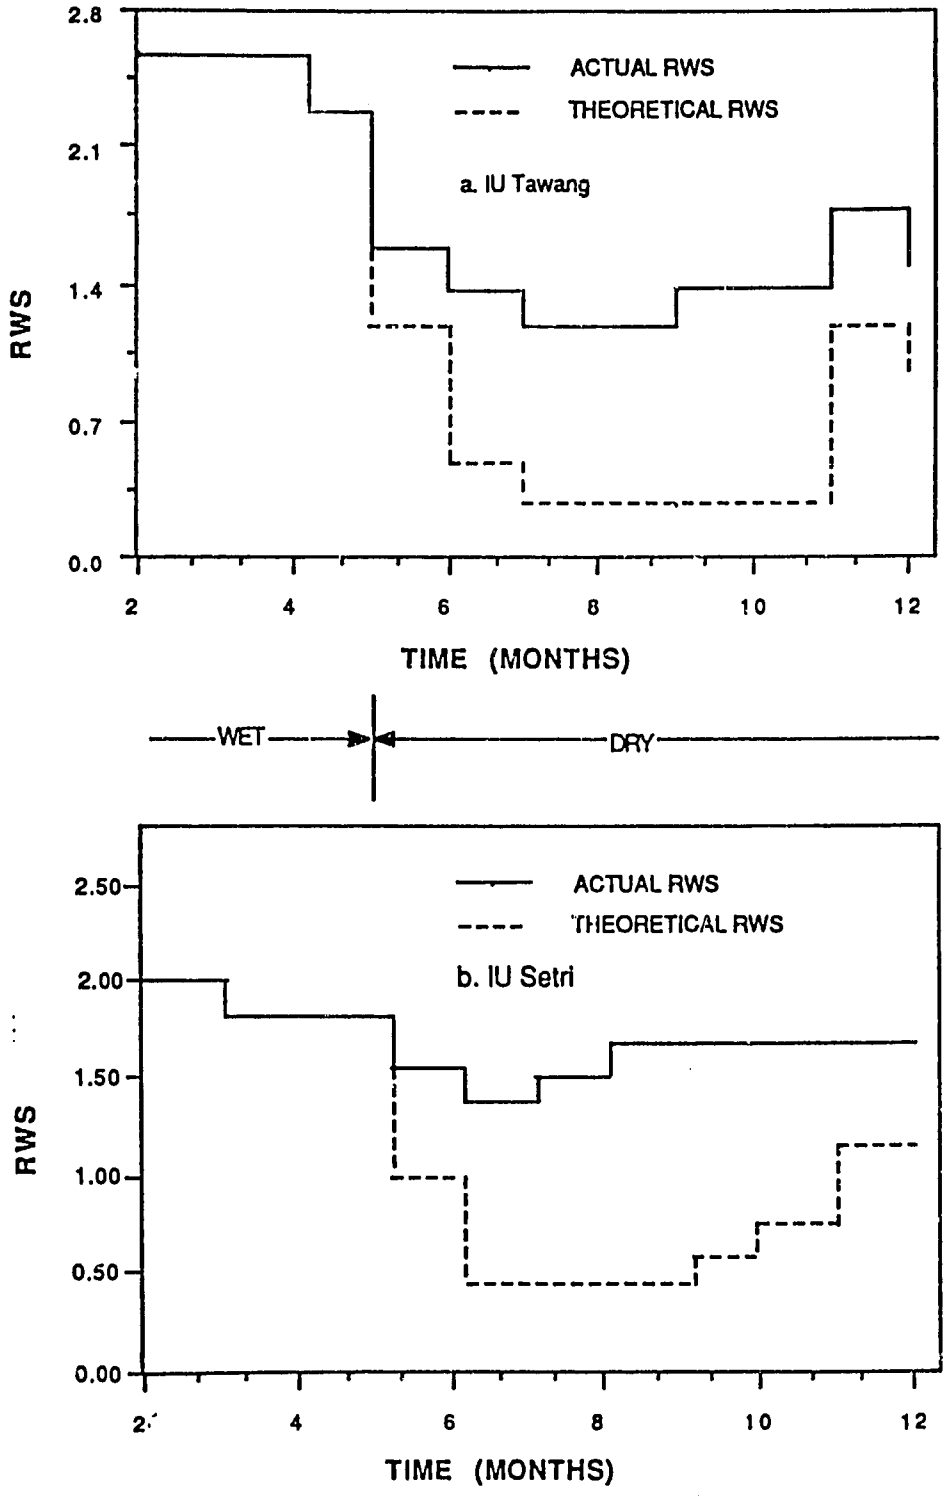 2.8
ACTUAL RWS
THEORETICAL RWS
2.1
a. IU Tawang
1.4
RWS
0.7
0.0
2 4 6 8 10 12
TIME (MONTHS)
WET DRY
2.50
ACTUAL RWS
THEORETICAL RWS
2.00
b. IU Setri
1.50
RWS
1.00
0.50
0.00
2 4 6 8 10 12
TIME (MONTHS)